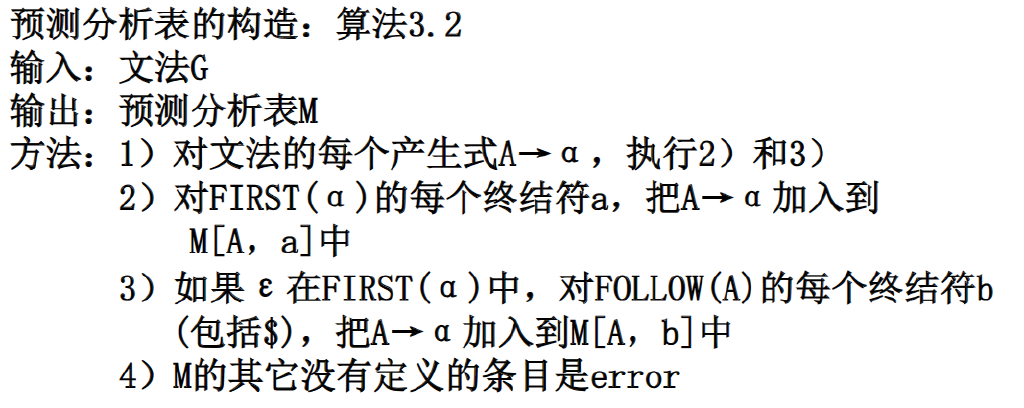 预测分析表的构造：算法3.2
输入：文法G
输出：预测分析表M
方法：1）对文法的每个产生式A→α，执行2）和3）
2）对FIRST(α)的每个终结符a，把A→α加入到
M[A，a]中
3）如果ε在FIRST(α)中，对FOLLOW(A)的每个终结符b
(包括$)，把A→α加入到M[A，b]中
4）M的其它没有定义的条目是error